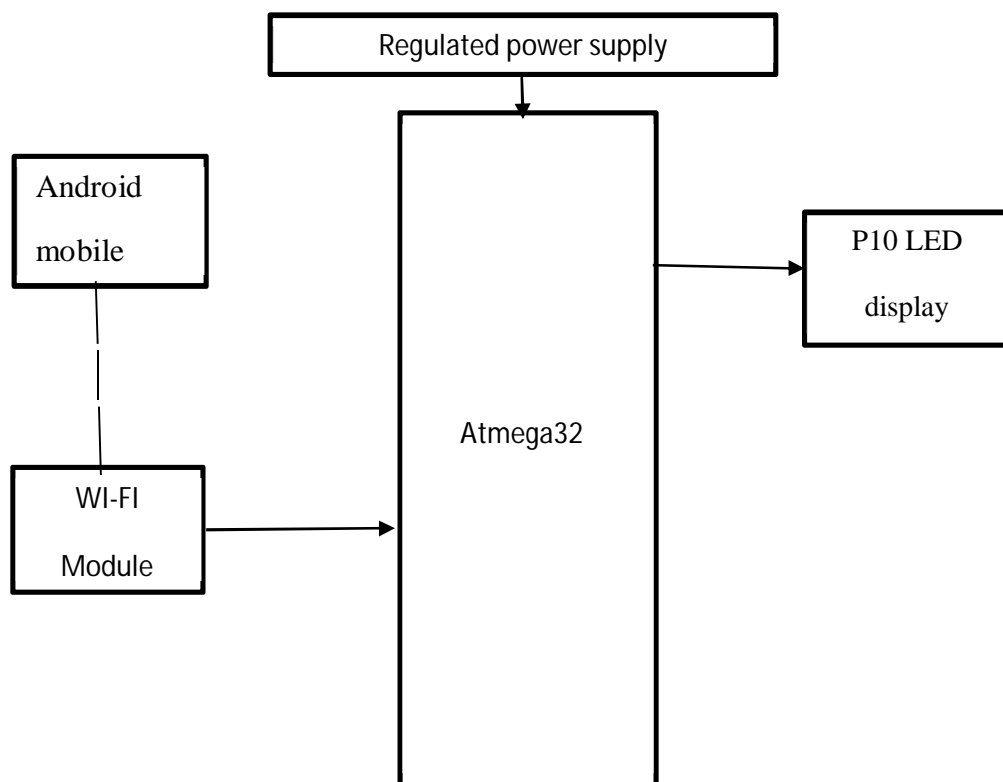 Regulated power supply
Android
mobile
P10 LED
display
Atmega32
WI-FI
Module